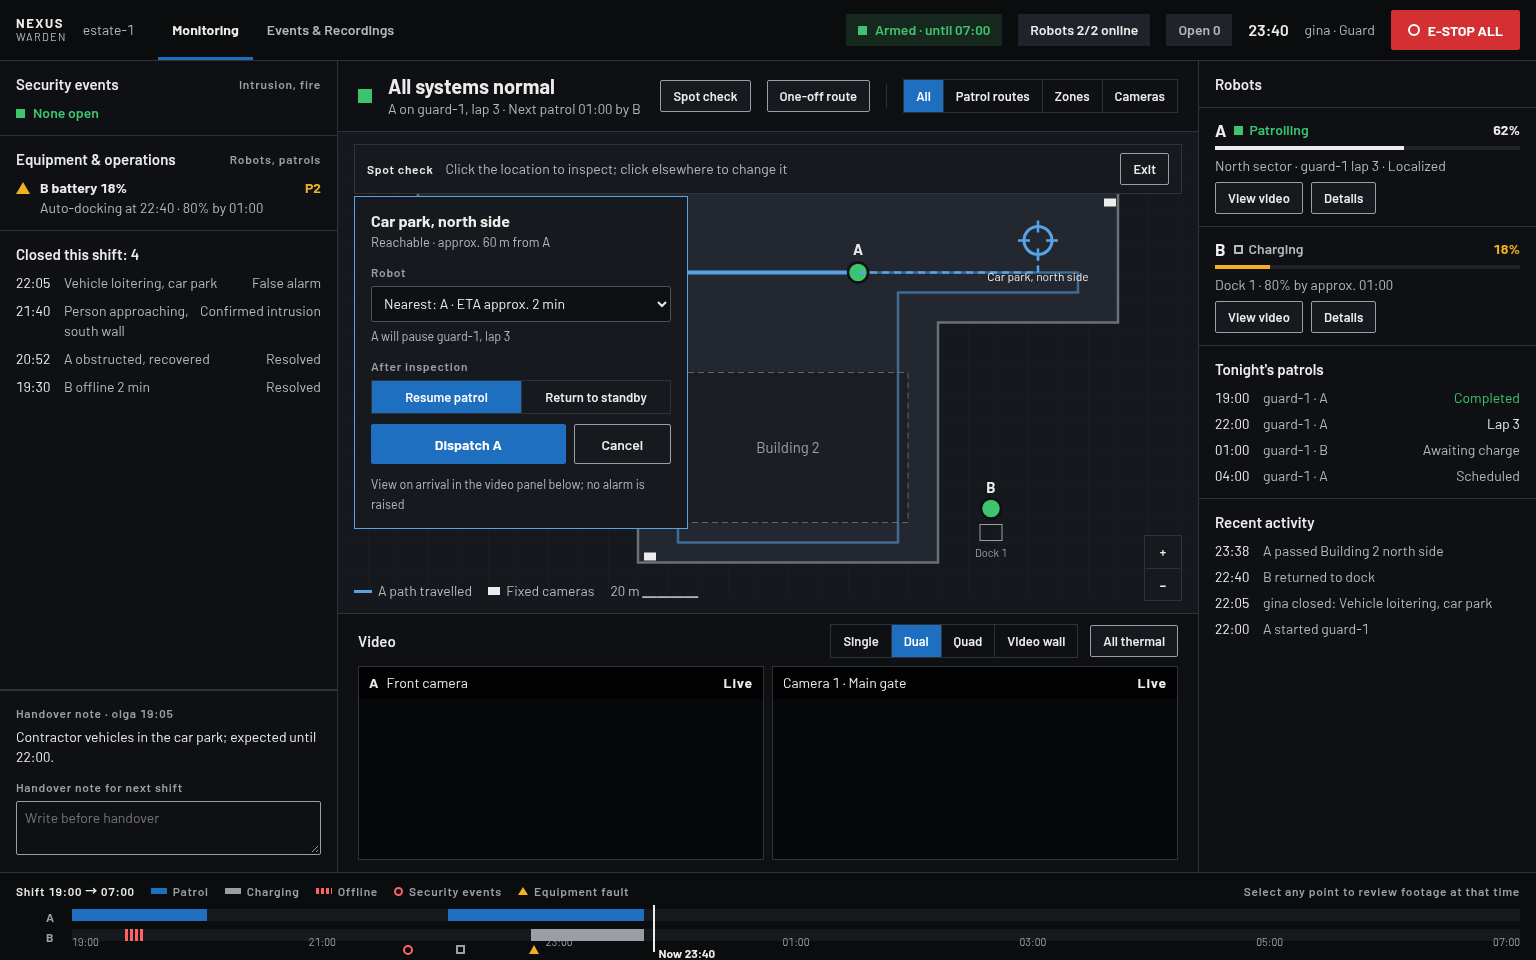 NEXUS
WARDEN
estate-1
Monitoring
Events & Recordings
Armed · until 07:00
Robots 2/2 online
Open 0
23:40
gina · Guard
E-STOP ALL
Security events
Intrusion, fire
None open
Equipment & operations
Robots, patrols
B battery 18%
P2
Auto-docking at 22:40 · 80% by 01:00
Closed this shift: 4
22:05 Vehicle loitering, car park False alarm
21:40 Person approaching, Confirmed intrusion
south wall
20:52 A obstructed, recovered Resolved
19:30 B offline 2 min Resolved
Handover note · olga 19:05
Contractor vehicles in the car park; expected until
22:00.
Handover note for next shift
Write before handover
All systems normal
A on guard-1, lap 3 · Next patrol 01:00 by B
Spot check
One-off route
All
Patrol routes
Zones
Cameras
Spot check Click the location to inspect; click elsewhere to change it
Exit
Car park, north side
Reachable · approx. 60 m from A
Robot
Nearest: A · ETA approx. 2 min
A will pause guard-1, lap 3
After inspection
Resume patrol
Return to standby
Dispatch A
Cancel
View on arrival in the video panel below; no alarm is
raised
A
Car park, north side
Building 2
B
Dock 1
+
−
A path travelled
Fixed cameras
20 m
Video
Single
Dual
Quad
Video wall
All thermal
A Front camera
Live
Camera 1 · Main gate
Live
Robots
A Patrolling 62%
North sector · guard-1 lap 3 · Localized
View video
Details
B Charging 18%
Dock 1 · 80% by approx. 01:00
View video
Details
Tonight's patrols
19:00 guard-1 · A Completed
22:00 guard-1 · A Lap 3
01:00 guard-1 · B Awaiting charge
04:00 guard-1 · A Scheduled
Recent activity
23:38 A passed Building 2 north side
22:40 B returned to dock
22:05 gina closed: Vehicle loitering, car park
22:00 A started guard-1
Shift 19:00 → 07:00
Patrol
Charging
Offline
Security events
Equipment fault
Select any point to review footage at that time
A
B
19:00 21:00 23:00 01:00 03:00 05:00 07:00
Now 23:40